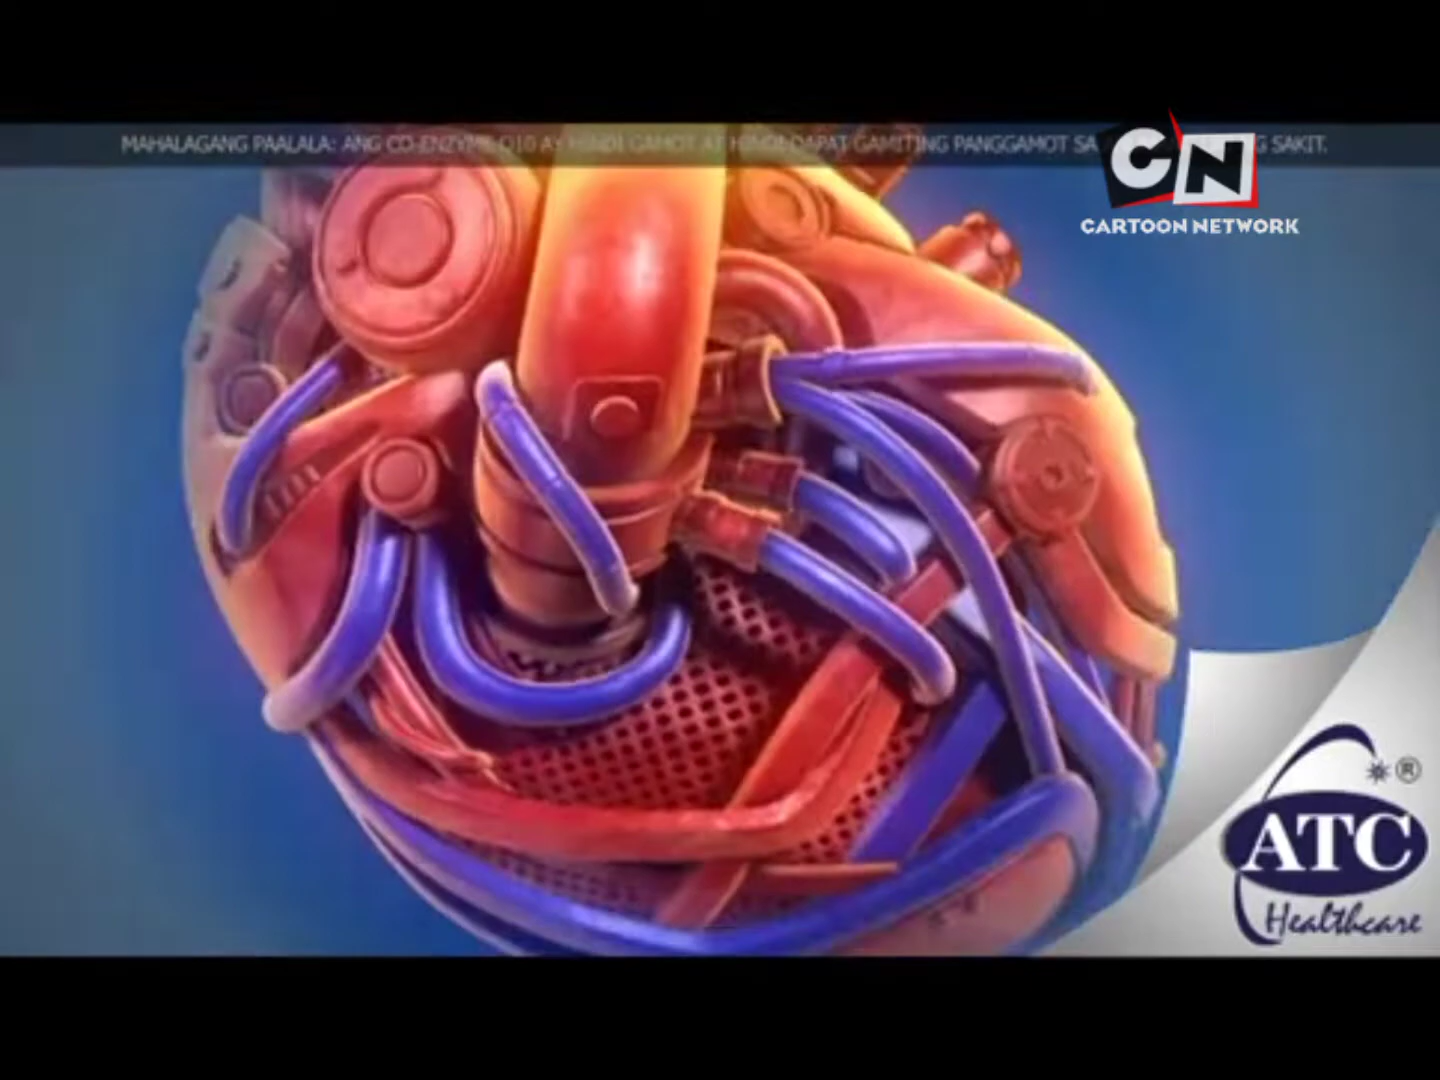 MAHALAGANG PAALALA: ANG CO-ENZYME Q10 AY HINDI GAMOT AT HINDI DAPAT GAMITING PANGGAMOT SA G SAKIT.
CN
CARTOON NETWORK
®
ATC
Healthcare